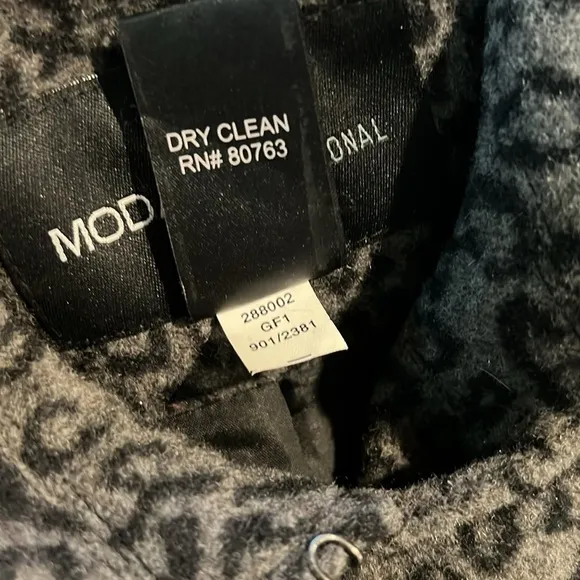 DRY CLEAN
RN# 80763
MOD
ONAL
288002
GF1
901/2381